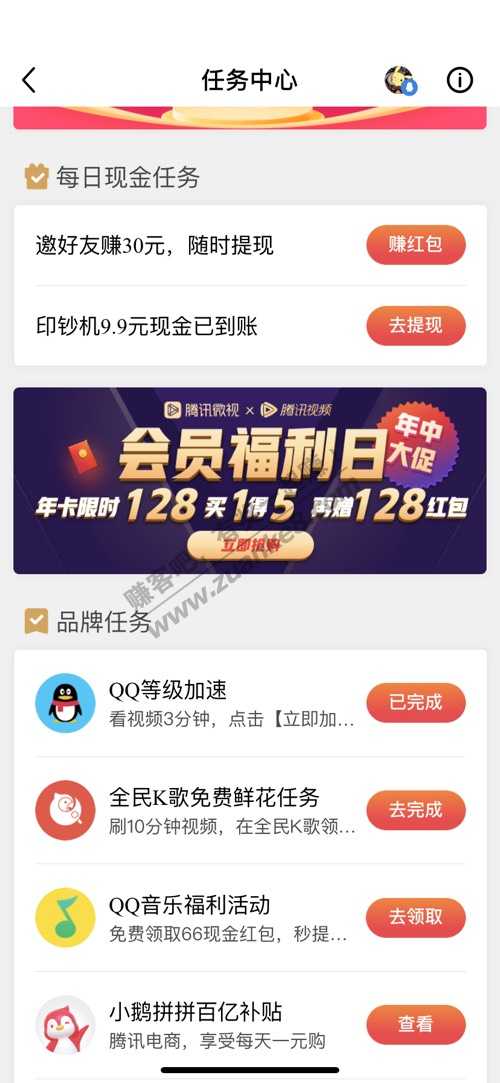 任务中心
每日现金任务
邀好友赚30元，随时提现
赚红包
印钞机9.9元现金已到账
去提现
腾讯微视 × 腾讯视频
年中
大促
会员福利日
年卡限时128买1得5 再赠128红包
立即抢购
赚客吧
www.zuanke8.com
品牌任务
QQ等级加速
已完成
看视频3分钟，点击【立即加...
全民K歌免费鲜花任务
去完成
刷10分钟视频，在全民K歌领...
QQ音乐福利活动
去领取
免费领取66现金红包，秒提...
小鹅拼拼百亿补贴
查看
腾讯电商，享受每天一元购